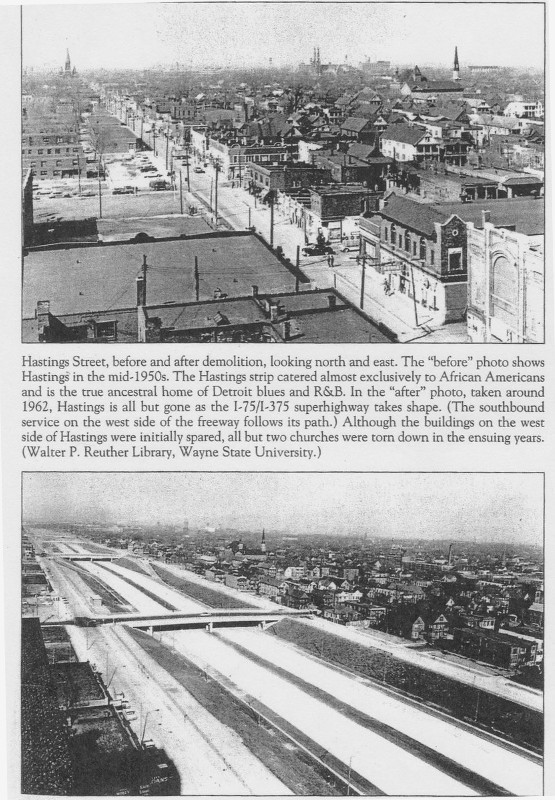 Hastings Street, before and after demolition, looking north and east. The “before” photo shows
Hastings in the mid-1950s. The Hastings strip catered almost exclusively to African Americans
and is the true ancestral home of Detroit blues and R&B. In the “after” photo, taken around
1962, Hastings is all but gone as the I-75/I-375 superhighway takes shape. (The southbound
service on the west side of the freeway follows its path.) Although the buildings on the west
side of Hastings were initially spared, all but two churches were torn down in the ensuing years.
(Walter P. Reuther Library, Wayne State University.)